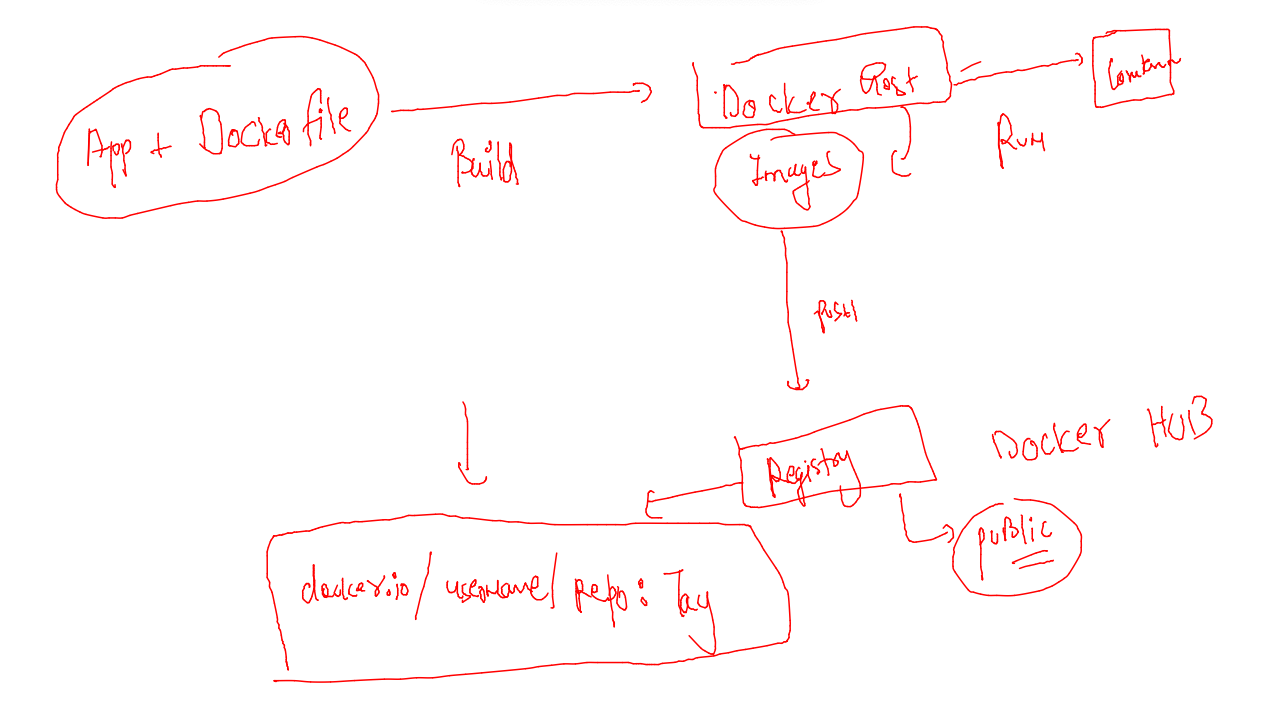 App + Dockerfile
Build
Docker Host
Images
Run
Container
push
Registry
Docker HUB
public
docker.io/username/Repo:Tag